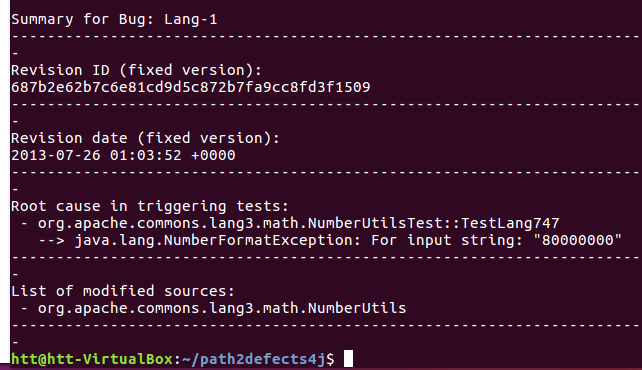 Summary for Bug: Lang-1
--------------------------------------------------------------------------------
Revision ID (fixed version):
687b2e62b7c6e81cd9d5c872b7fa9cc8fd3f1509
--------------------------------------------------------------------------------
Revision date (fixed version):
2013-07-26 01:03:52 +0000
--------------------------------------------------------------------------------
Root cause in triggering tests:
 - org.apache.commons.lang3.math.NumberUtilsTest::TestLang747
   --> java.lang.NumberFormatException: For input string: "80000000"
--------------------------------------------------------------------------------
List of modified sources:
 - org.apache.commons.lang3.math.NumberUtils
--------------------------------------------------------------------------------
htt@htt-VirtualBox:~/path2defects4j$